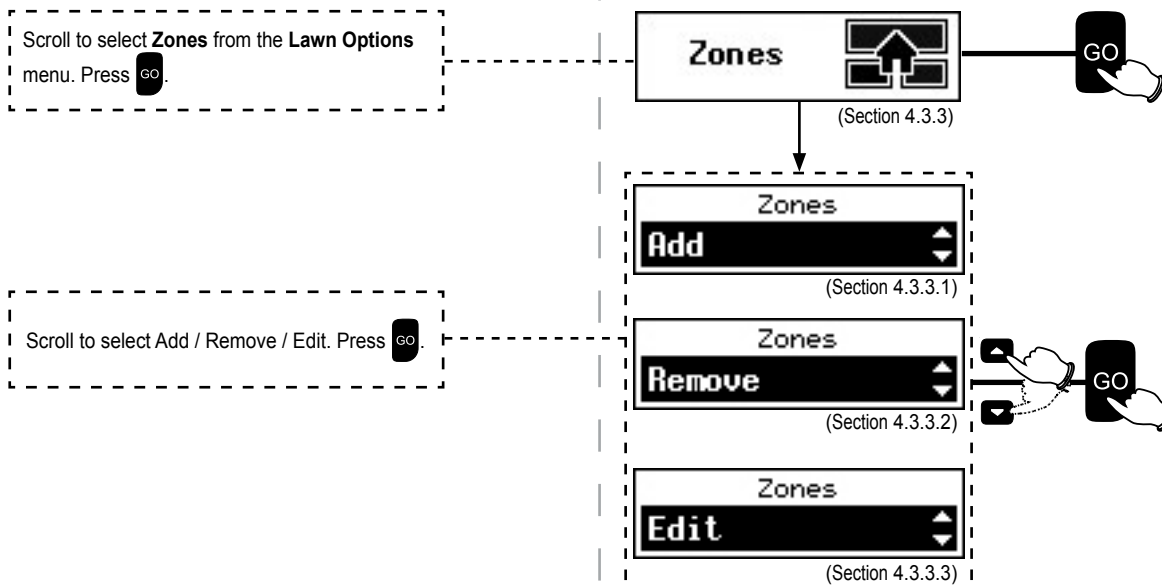 Scroll to select Zones from the Lawn Options
menu. Press GO.
Zones
GO
(Section 4.3.3)
Zones
Add
(Section 4.3.3.1)
Scroll to select Add / Remove / Edit. Press GO.
Zones
Remove
GO
(Section 4.3.3.2)
Zones
Edit
(Section 4.3.3.3)